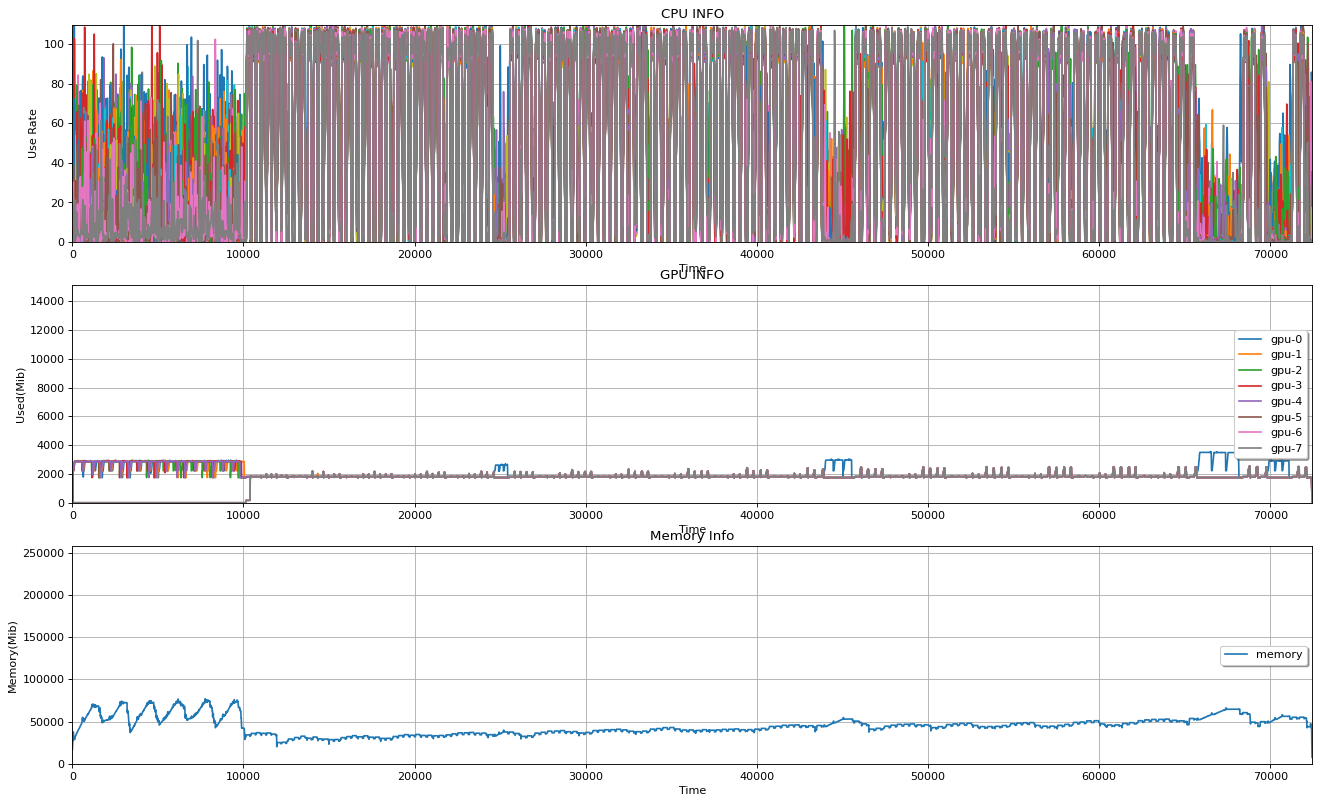 CPU INFO
100
80
60
40
20
0
Use Rate
0 10000 20000 30000 40000 50000 60000 70000
Time
GPU INFO
14000
12000
10000
8000
6000
4000
2000
0
Used(Mib)
gpu-0
gpu-1
gpu-2
gpu-3
gpu-4
gpu-5
gpu-6
gpu-7
0 10000 20000 30000 40000 50000 60000 70000
Time
Memory Info
250000
200000
150000
100000
50000
0
Memory(Mib)
memory
0 10000 20000 30000 40000 50000 60000 70000
Time